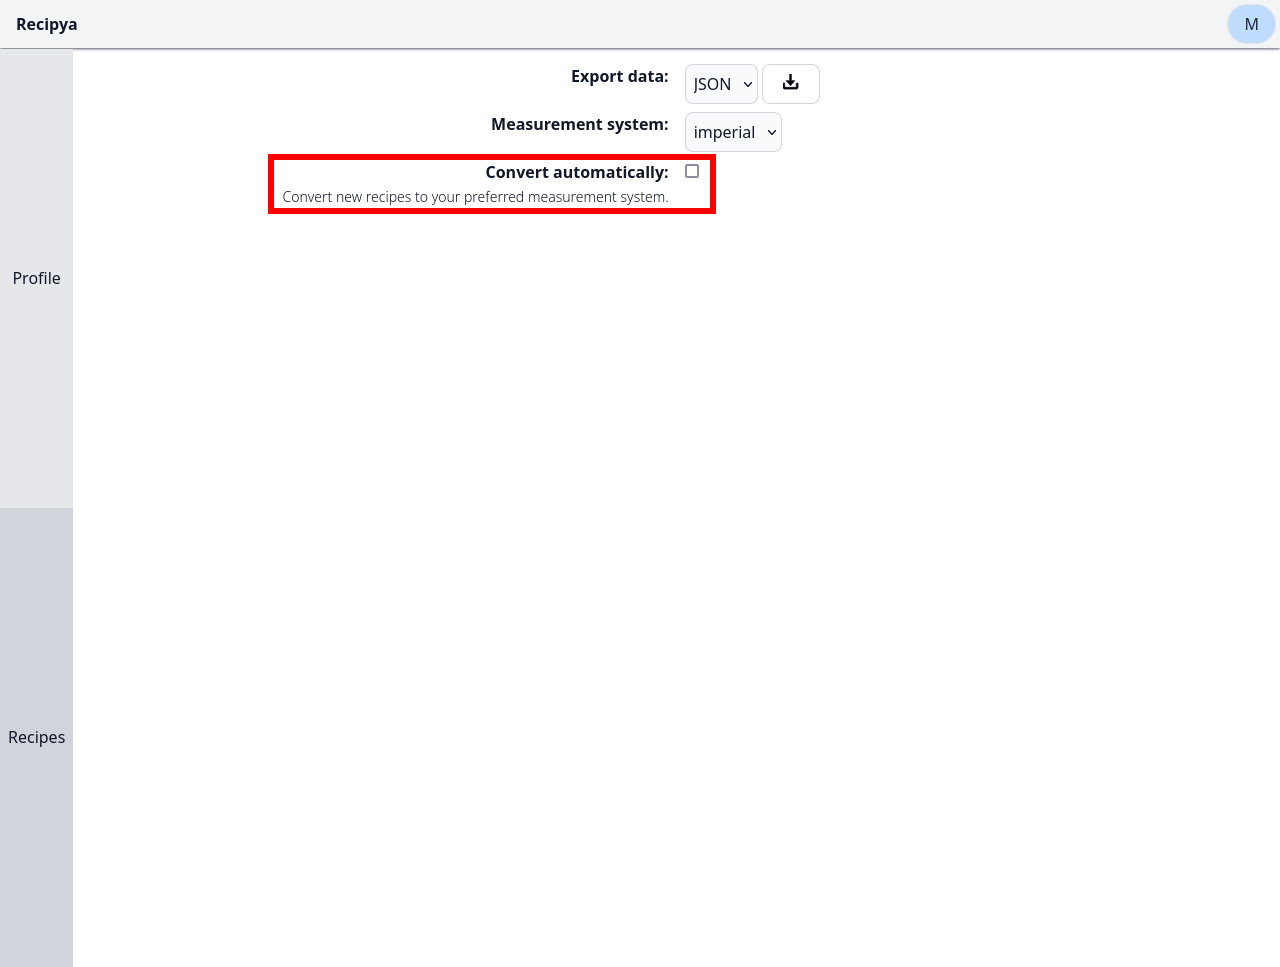 Recipya
M
Export data:
JSON
Measurement system:
imperial
Convert automatically:
Convert new recipes to your preferred measurement system.
Profile
Recipes